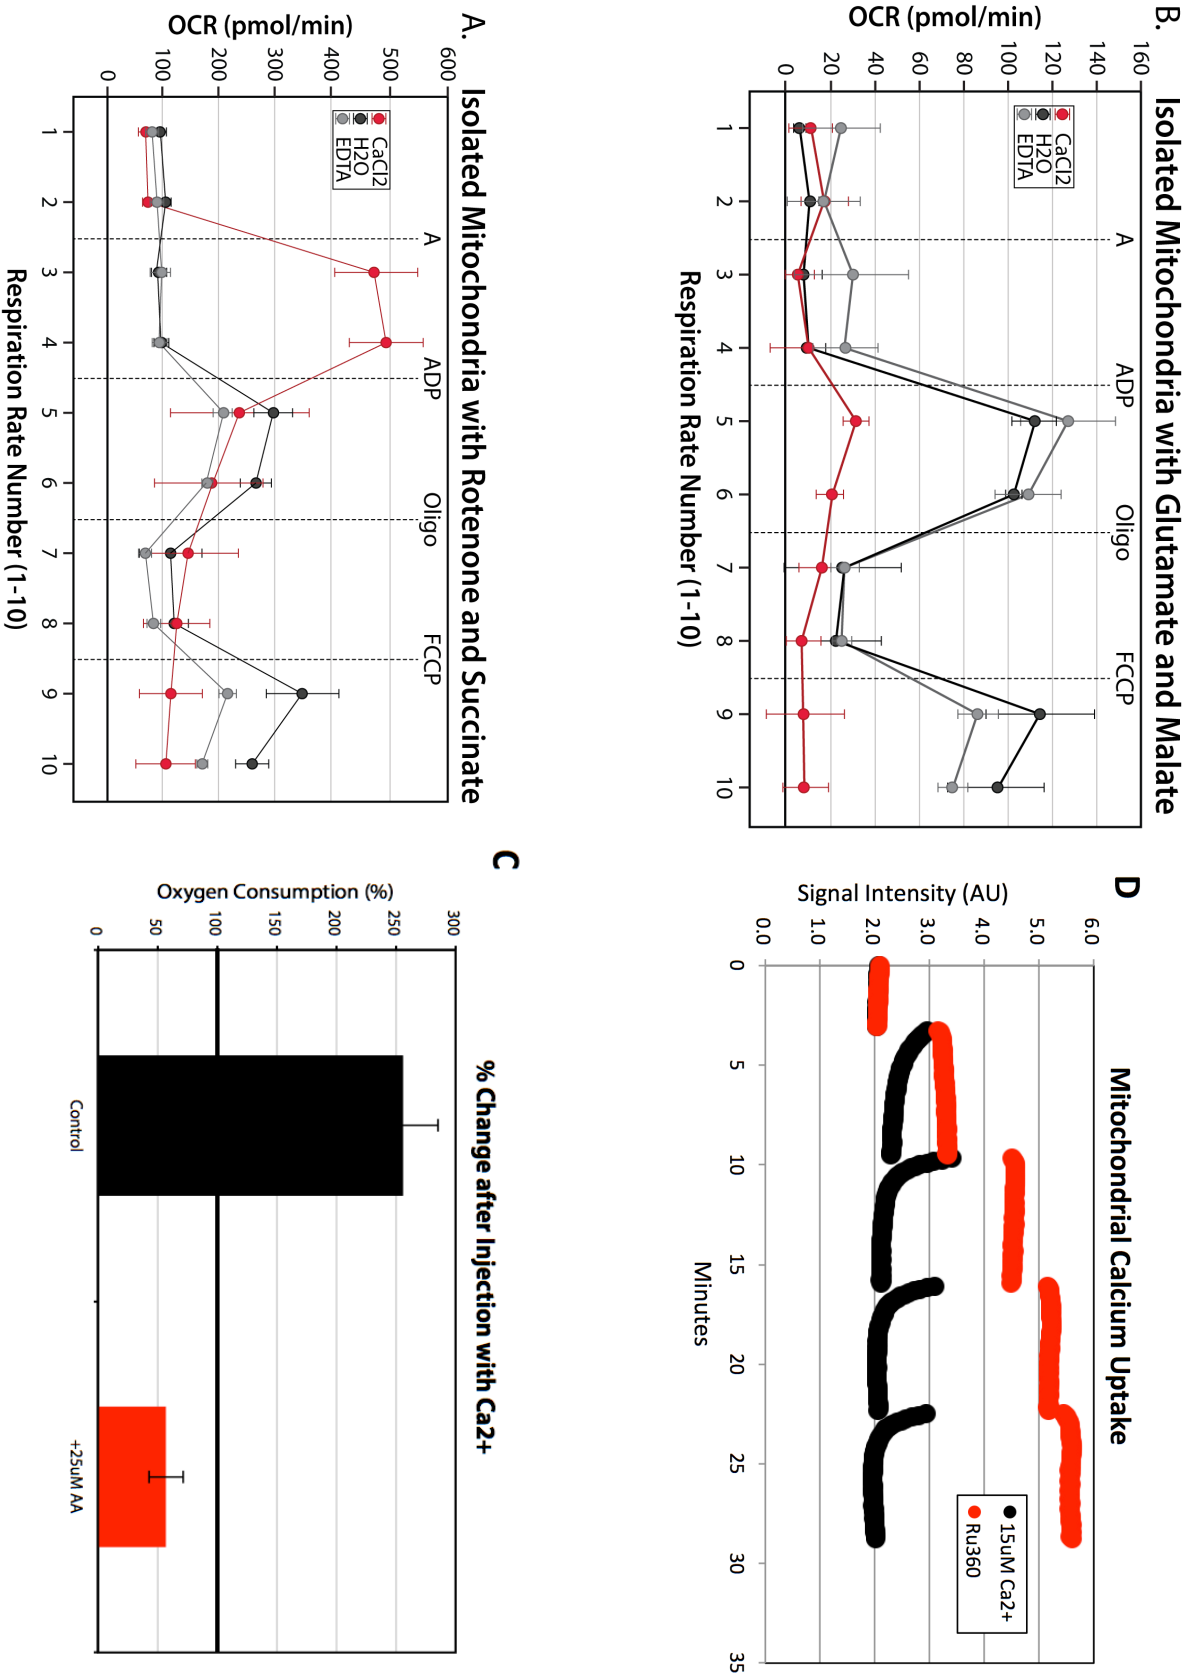 A.
Isolated Mitochondria with Rotenone and Succinate
OCR (pmol/min)
600
500
400
300
200
100
0
CaCl2
H2O
EDTA
A
ADP
Oligo
FCCP
1 2 3 4 5 6 7 8 9 10
Respiration Rate Number (1-10)
B.
Isolated Mitochondria with Glutamate and Malate
OCR (pmol/min)
160
140
120
100
80
60
40
20
0
CaCl2
H2O
EDTA
A
ADP
Oligo
FCCP
1 2 3 4 5 6 7 8 9 10
Respiration Rate Number (1-10)
C
% Change after Injection with Ca2+
Oxygen Consumption (%)
300
250
200
150
100
50
0
Control
+25uM AA
D
Mitochondrial Calcium Uptake
Signal Intensity (AU)
6.0
5.0
4.0
3.0
2.0
1.0
0.0
15uM Ca2+
Ru360
0 5 10 15 20 25 30 35
Minutes